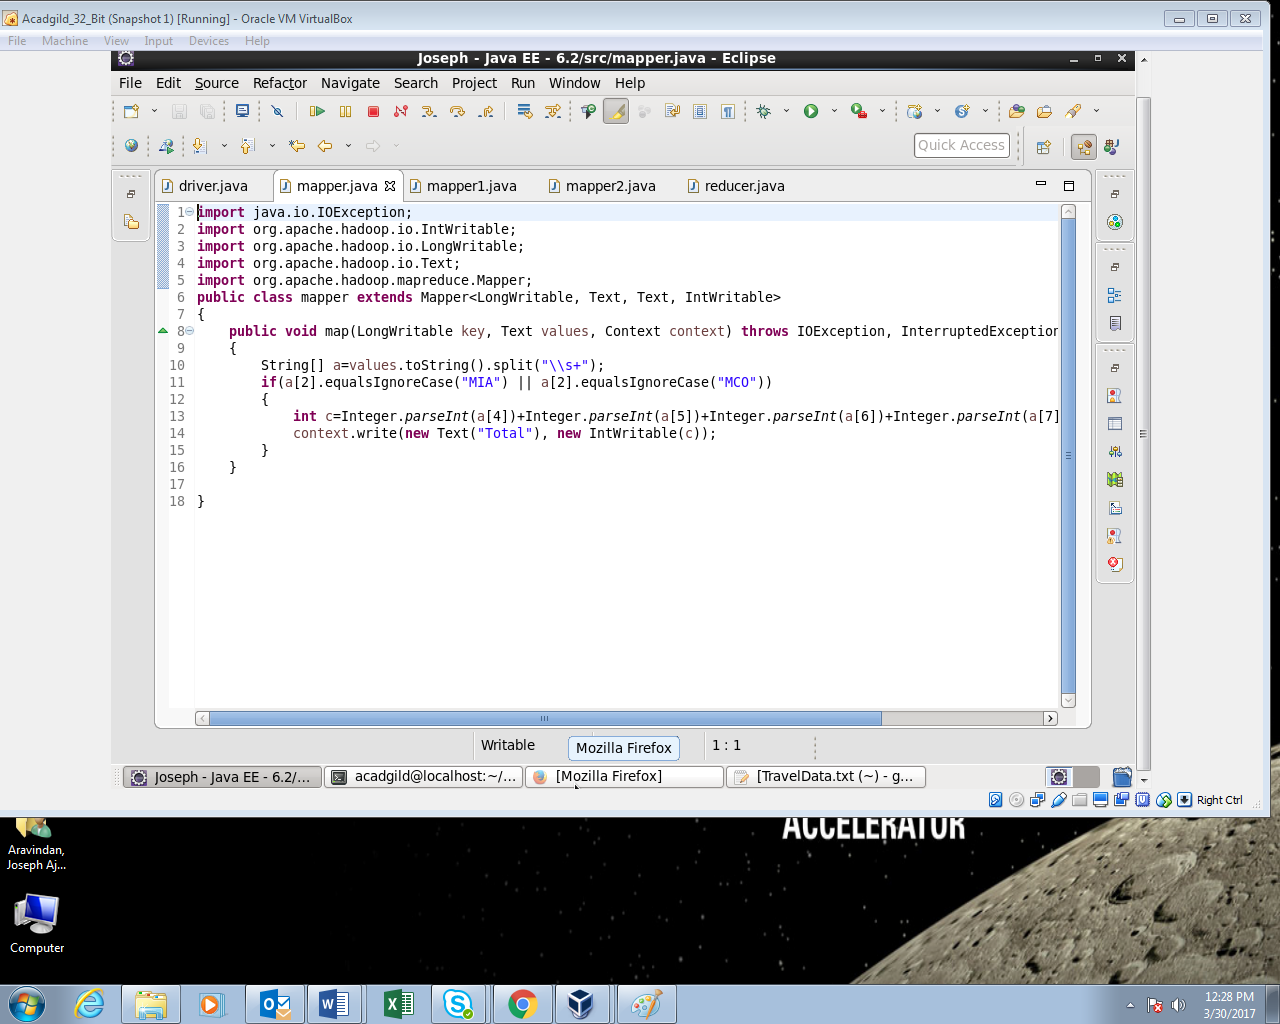 Acadgild_32_Bit (Snapshot 1) [Running] - Oracle VM VirtualBox
File Machine View Input Devices Help
Joseph - Java EE - 6.2/src/mapper.java - Eclipse
File Edit Source Refactor Navigate Search Project Run Window Help
Quick Access
driver.java mapper.java mapper1.java mapper2.java reducer.java
1 import java.io.IOException;
2 import org.apache.hadoop.io.IntWritable;
3 import org.apache.hadoop.io.LongWritable;
4 import org.apache.hadoop.io.Text;
5 import org.apache.hadoop.mapreduce.Mapper;
6 public class mapper extends Mapper<LongWritable, Text, Text, IntWritable>
7 {
8 public void map(LongWritable key, Text values, Context context) throws IOException, InterruptedException
9 {
10 String[] a=values.toString().split("\\s+");
11 if(a[2].equalsIgnoreCase("MIA") || a[2].equalsIgnoreCase("MCO"))
12 {
13 int c=Integer.parseInt(a[4])+Integer.parseInt(a[5])+Integer.parseInt(a[6])+Integer.parseInt(a[7]
14 context.write(new Text("Total"), new IntWritable(c));
15 }
16 }
17
18 }
Writable Mozilla Firefox 1 : 1
Joseph - Java EE - 6.2/... acadgild@localhost:~/... [Mozilla Firefox] [TravelData.txt (~) - g...
Right Ctrl
ACCELERATOR
Aravindan,
Joseph Aj...
Computer
12:28 PM
3/30/2017